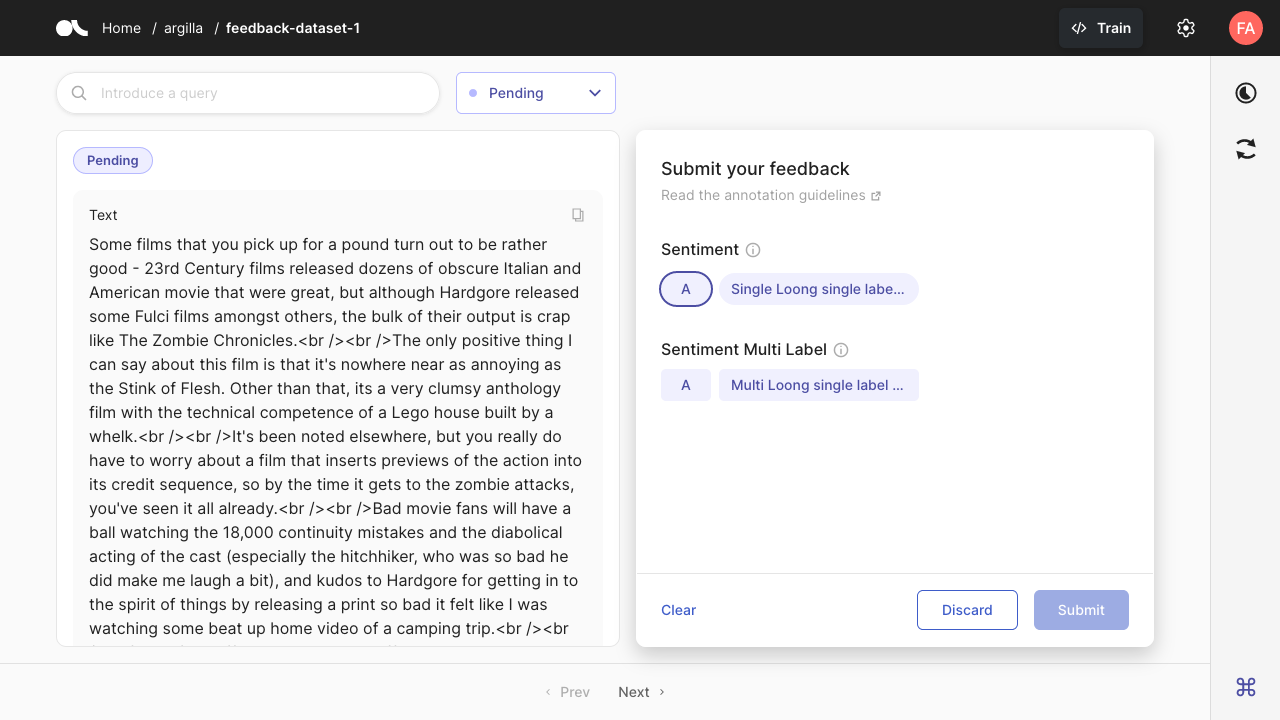 Home / argilla / feedback-dataset-1
Train
FA
Introduce a query
Pending
Pending
Text
Some films that you pick up for a pound turn out to be rather
good - 23rd Century films released dozens of obscure Italian and
American movie that were great, but although Hardgore released
some Fulci films amongst others, the bulk of their output is crap
like The Zombie Chronicles.<br /><br />The only positive thing I
can say about this film is that it's nowhere near as annoying as
the Stink of Flesh. Other than that, its a very clumsy anthology
film with the technical competence of a Lego house built by a
whelk.<br /><br />It's been noted elsewhere, but you really do
have to worry about a film that inserts previews of the action into
its credit sequence, so by the time it gets to the zombie attacks,
you've seen it all already.<br /><br />Bad movie fans will have a
ball watching the 18,000 continuity mistakes and the diabolical
acting of the cast (especially the hitchhiker, who was so bad he
did make me laugh a bit), and kudos to Hardgore for getting in to
the spirit of things by releasing a print so bad it felt like I was
watching some beat up home video of a camping trip.<br /><br
Submit your feedback
Read the annotation guidelines
Sentiment
A
Single Loong single labe...
Sentiment Multi Label
A
Multi Loong single label ...
Clear
Discard
Submit
Prev
Next